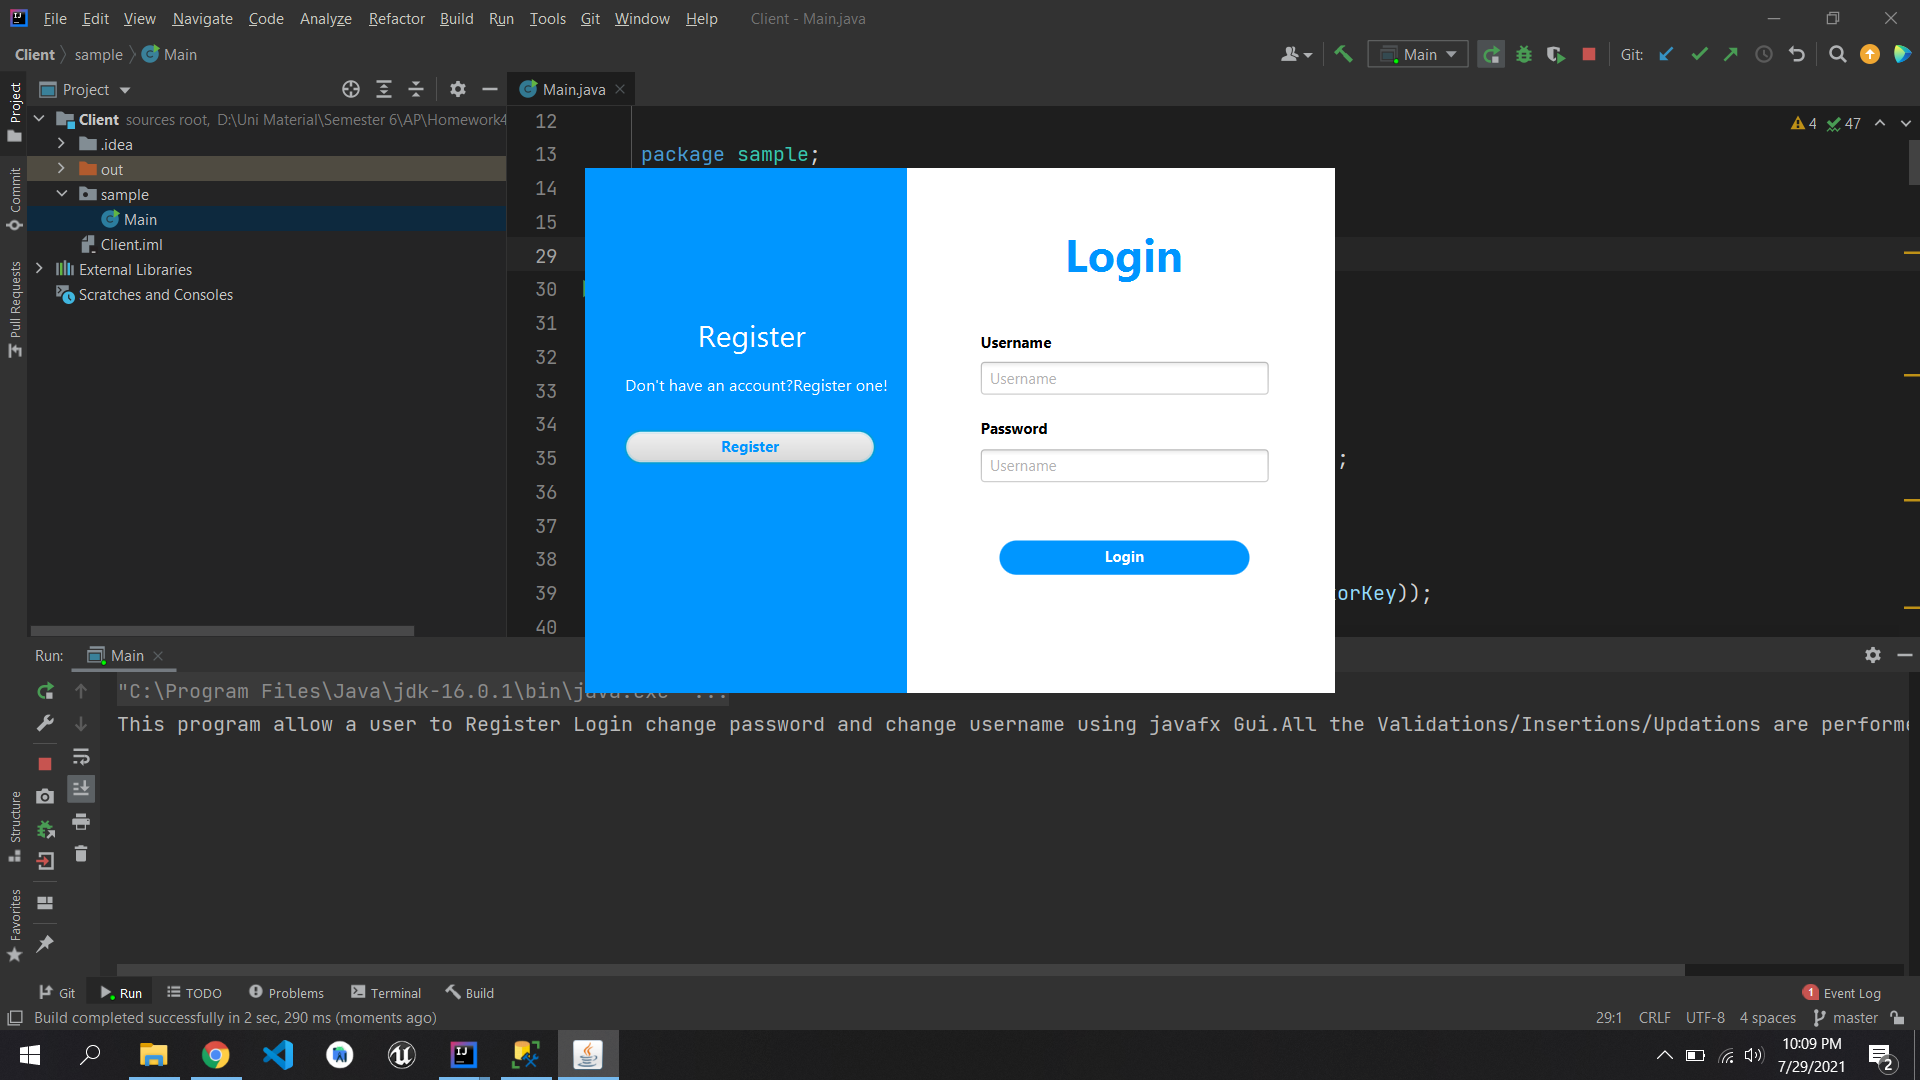 File Edit View Navigate Code Analyze Refactor Build Run Tools Git Window Help Client - Main.java
Client sample Main
Main Git:
Project
Main.java
Client sources root, D:\Uni Material\Semester 6\AP\Homework4
.idea
out
sample
Main
Client.iml
External Libraries
Scratches and Consoles
Project
Commit
Pull Requests
Structure
Favorites
4 47
12
13 package sample;
14
15
29
30
31
32
33
34
35 ;
36
37
38
39 orKey));
40
Register
Don't have an account?Register one!
Register
Login
Username
Username
Password
Username
Login
Run: Main
"C:\Program Files\Java\jdk-16.0.1\bin\java.exe" ...
This program allow a user to Register Login change password and change username using javafx Gui.All the Validations/Insertions/Updations are performe
Git Run TODO Problems Terminal Build 1 Event Log
Build completed successfully in 2 sec, 290 ms (moments ago) 29:1 CRLF UTF-8 4 spaces master
10:09 PM
7/29/2021
2